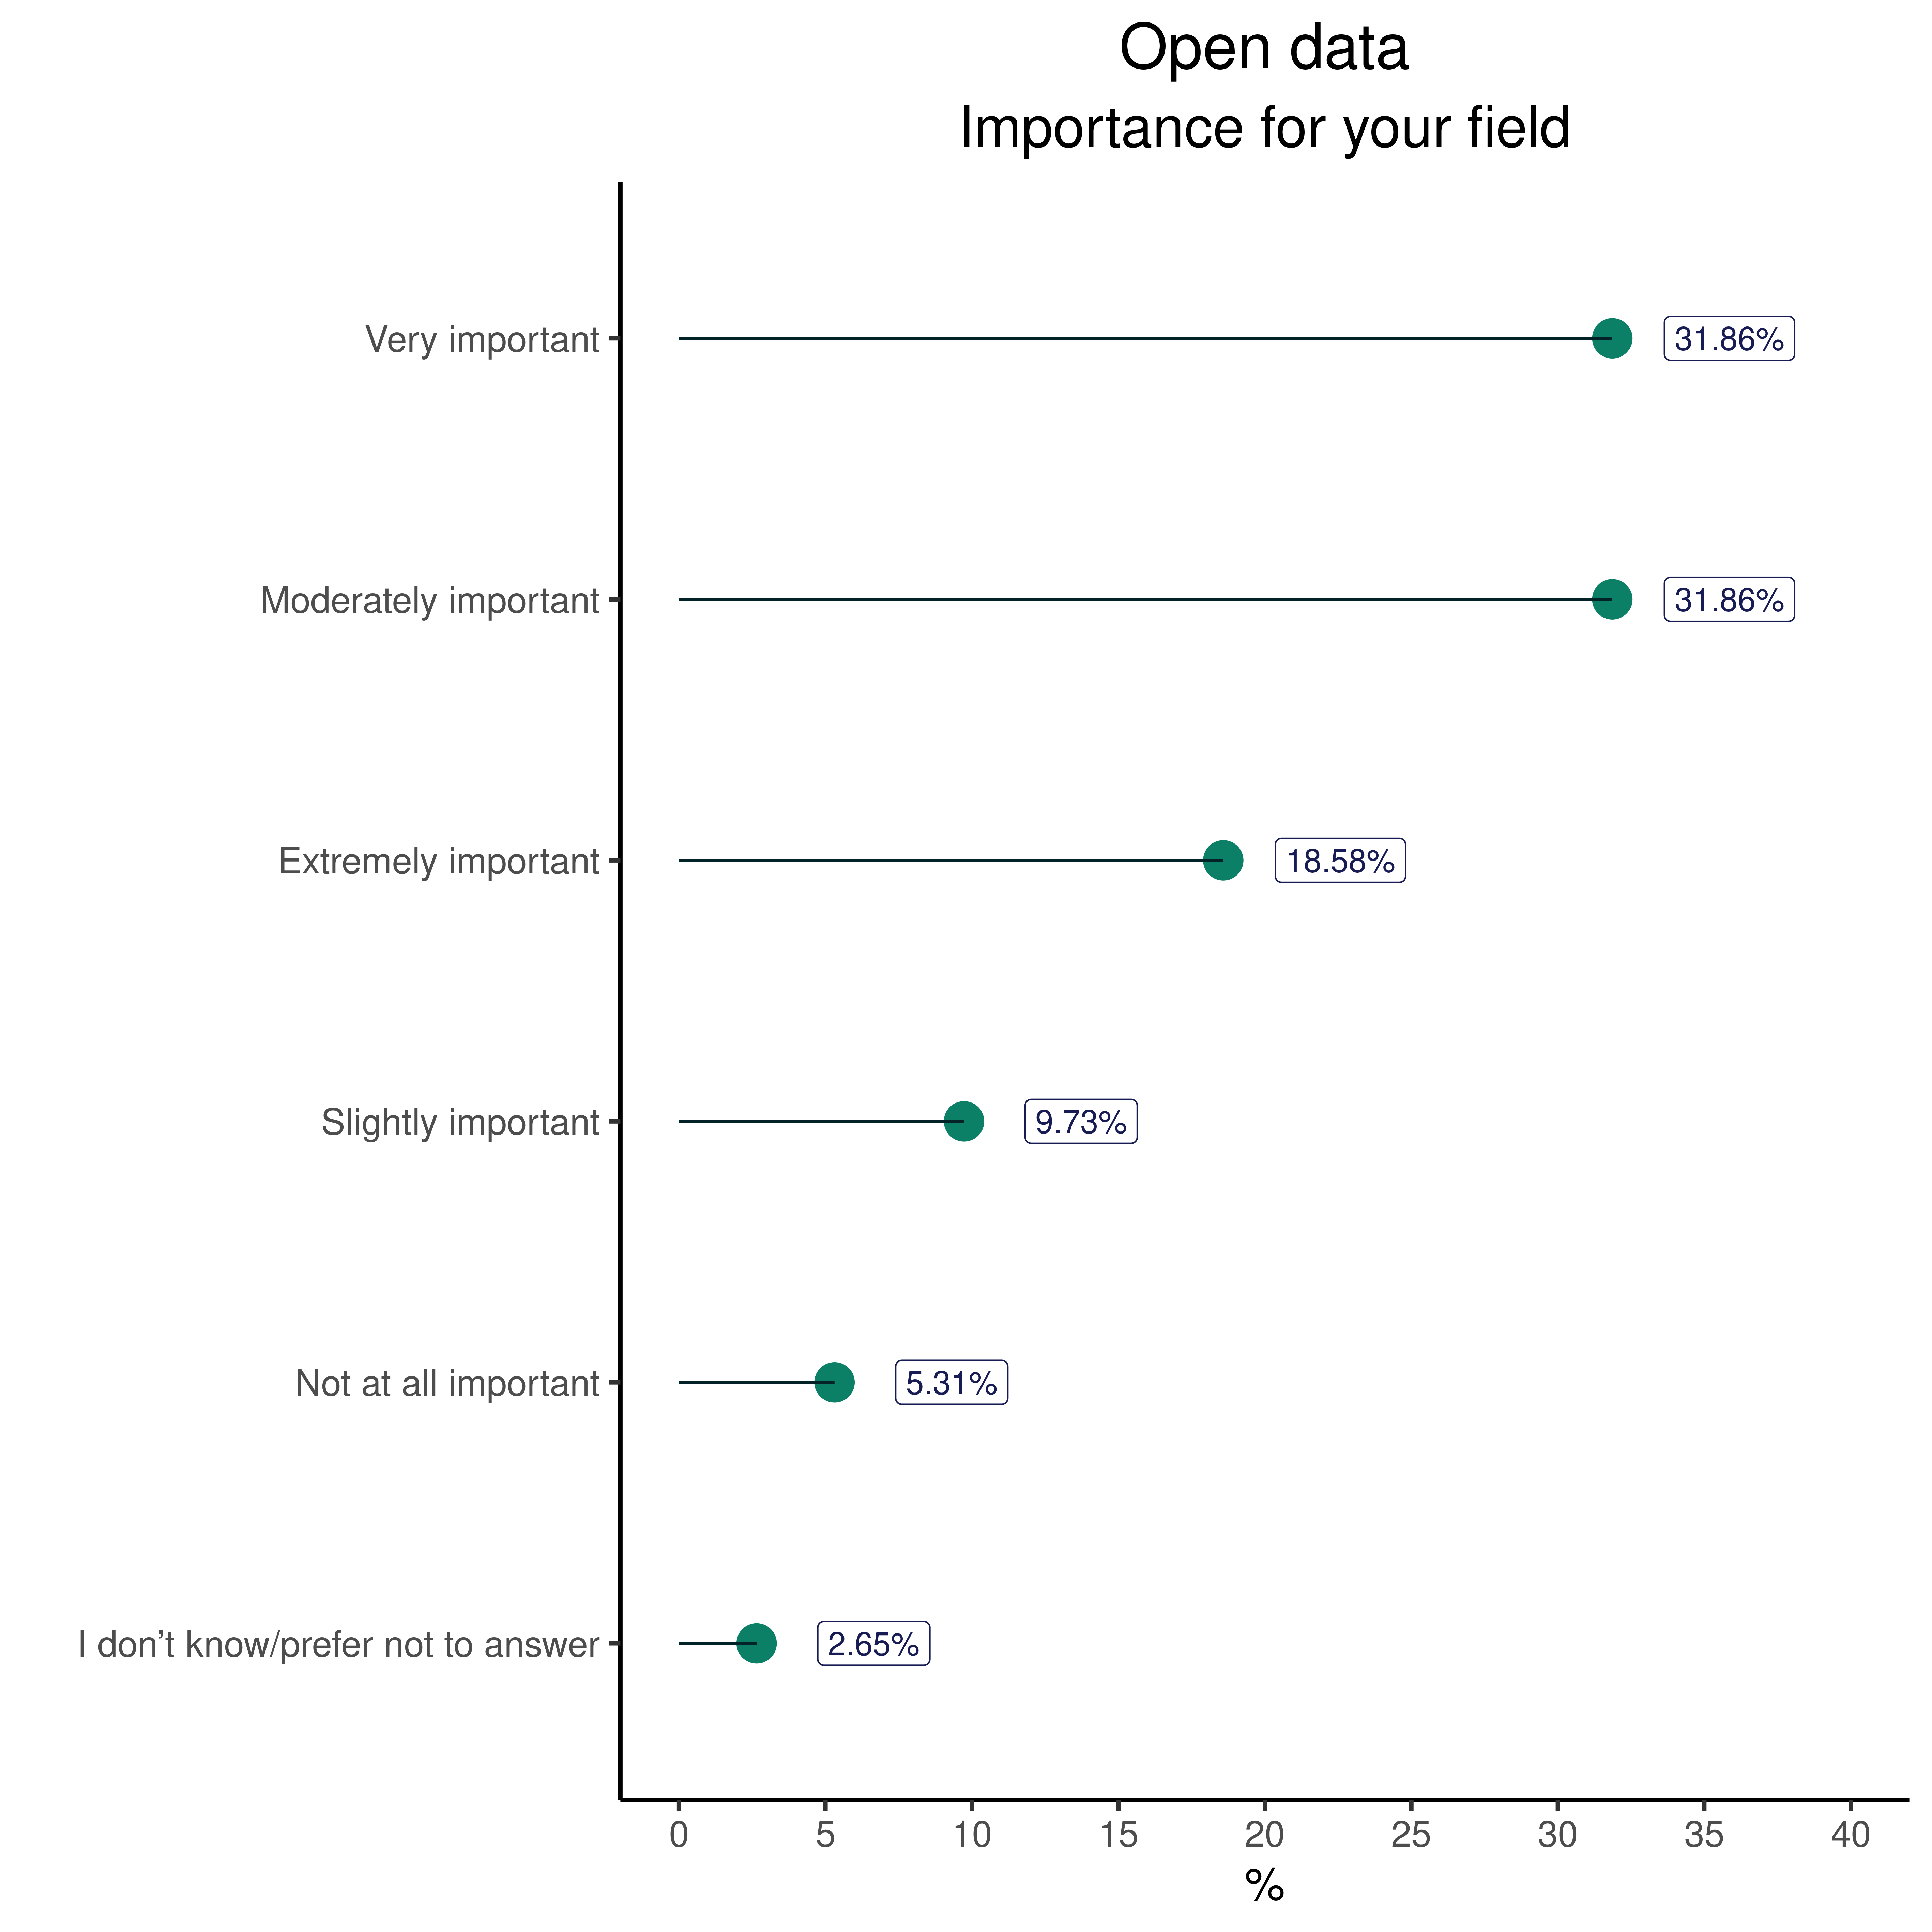 Open data
Importance for your field
Very important
31.86%
Moderately important
31.86%
Extremely important
18.58%
Slightly important
9.73%
Not at all important
5.31%
I don’t know/prefer not to answer
2.65%
0 5 10 15 20 25 30 35 40
%